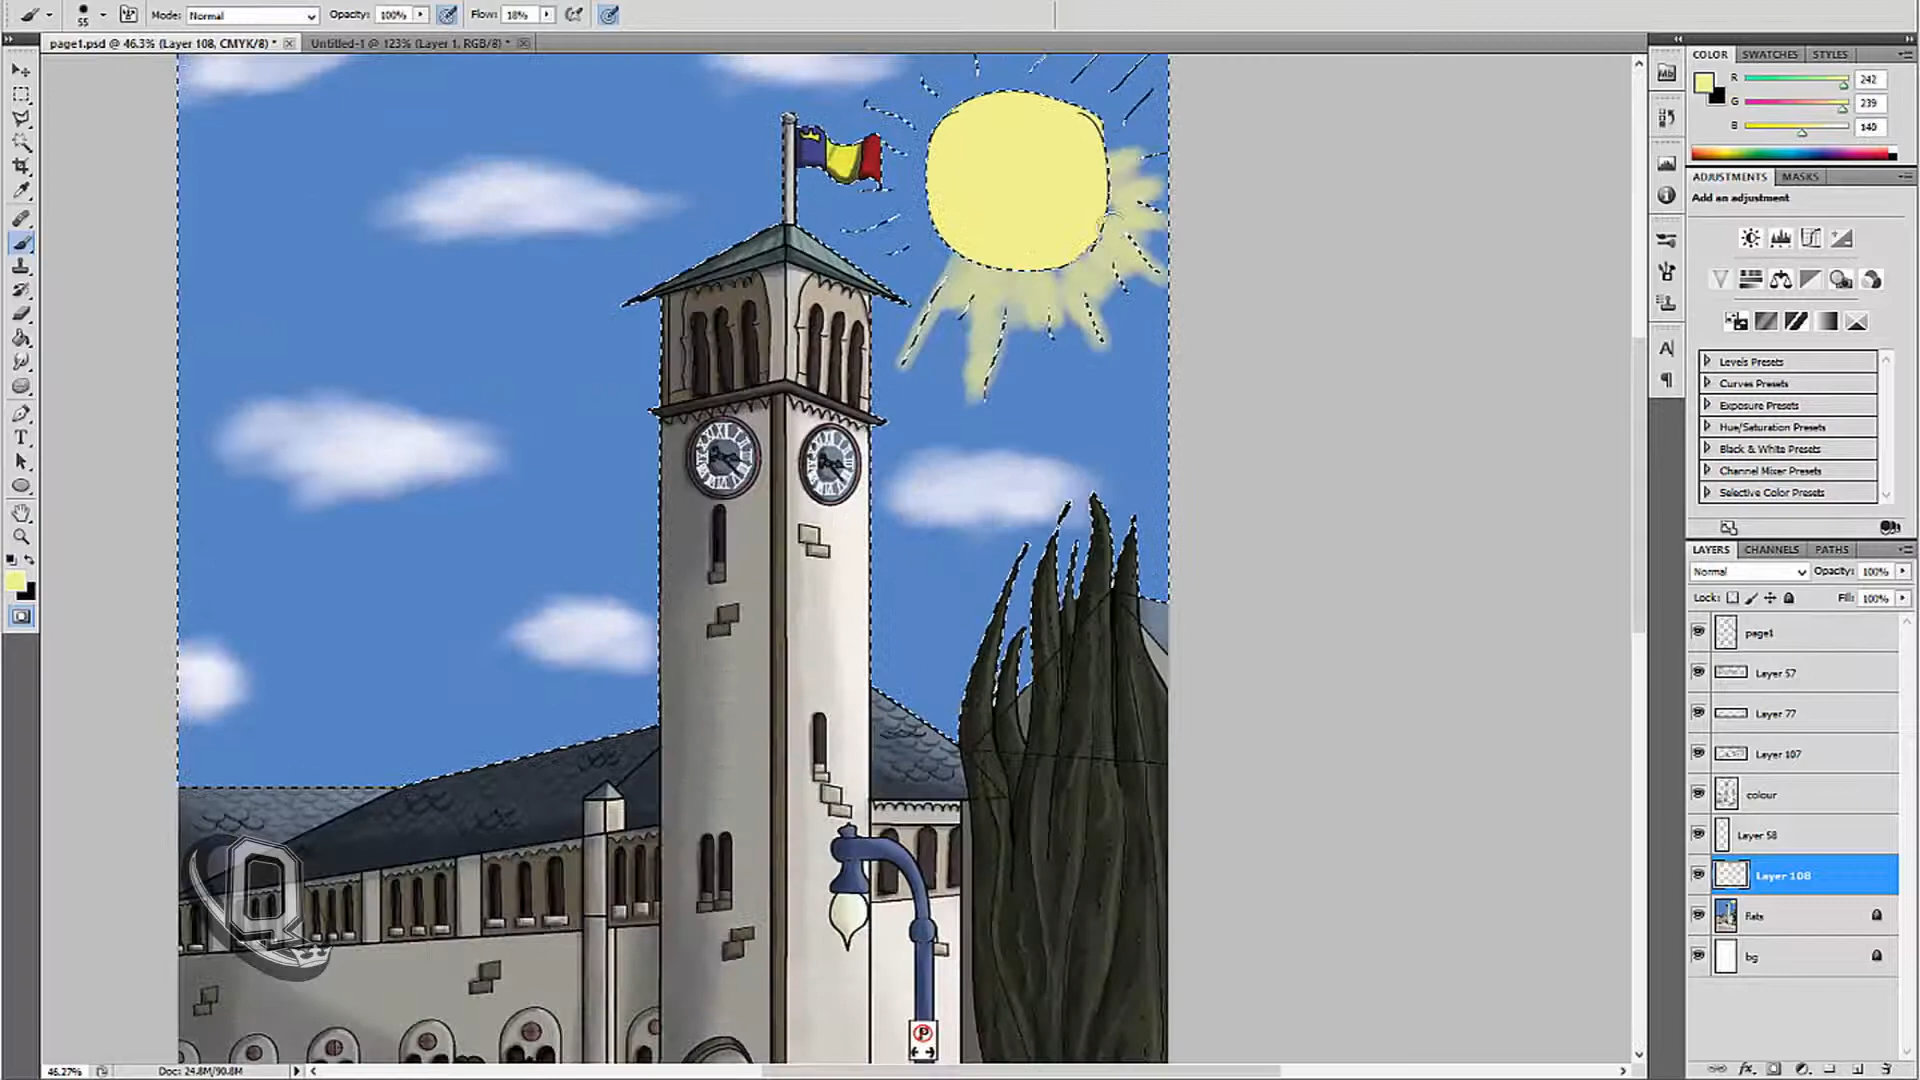 55 Mode: Normal Opacity: 100% Flow: 18%
page1.psd @ 46.3% (Layer 108, CMYK/8) * Untitled-1 @ 123% (Layer 1, RGB/8) *
COLOR SWATCHES STYLES
R 242
G 239
B 140
ADJUSTMENTS MASKS
Add an adjustment
Levels Presets
Curves Presets
Exposure Presets
Hue/Saturation Presets
Black & White Presets
Channel Mixer Presets
Selective Color Presets
LAYERS CHANNELS PATHS
Normal Opacity: 100%
Lock: Fill: 100%
page1
Layer 57
Layer 77
Layer 107
colour
Layer 58
Layer 108
flats
bg
Q
P
46.27% Doc: 24.8M/90.8M